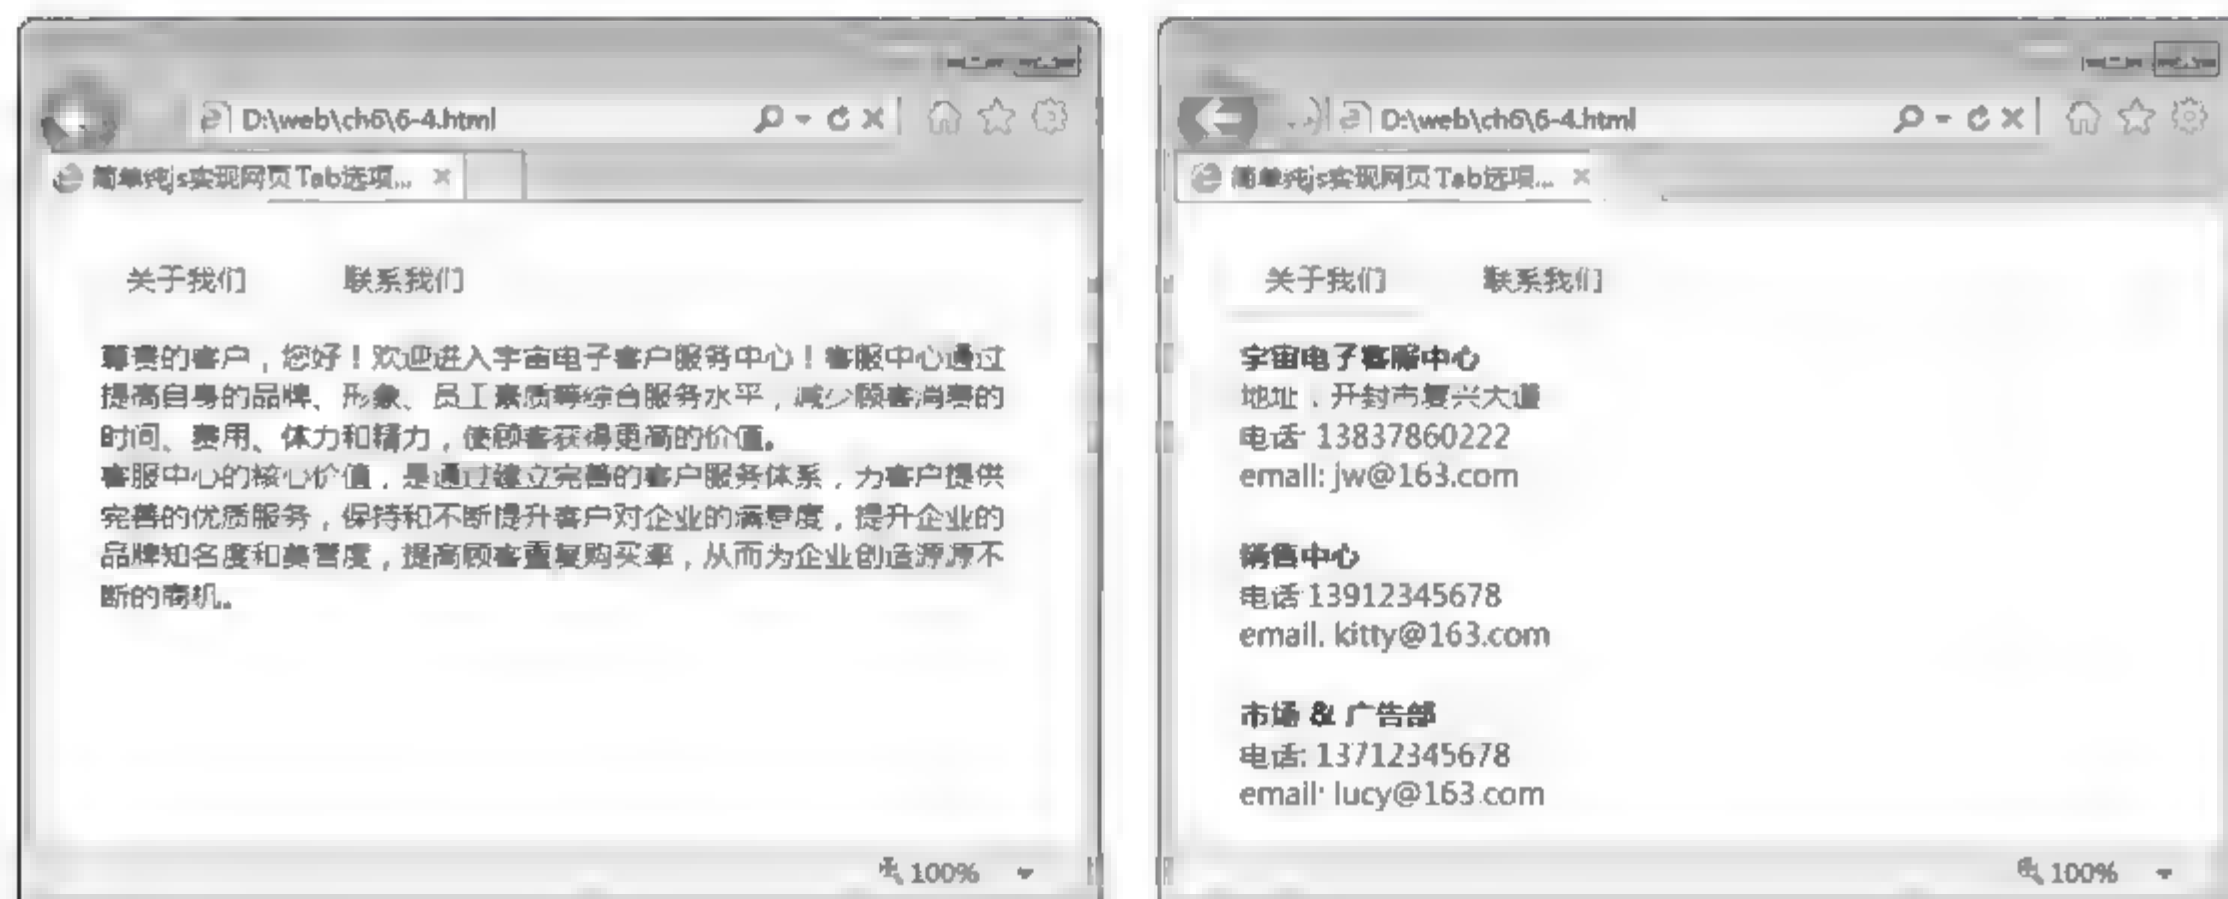 D:\web\ch6\6-4.html
简单纯js实现网页Tab选项...
关于我们
联系我们
尊贵的客户，您好！欢迎进入宇宙电子客户服务中心！客服中心通过
提高自身的品牌、形象、员工素质等综合服务水平，减少顾客消费的
时间、费用、体力和精力，使顾客获得更高的价值。
客服中心的核心价值，是通过建立完善的客户服务体系，为客户提供
完善的优质服务，保持和不断提升客户对企业的满意度，提升企业的
品牌知名度和美誉度，提高顾客重复购买率，从而为企业创造源源不
断的商机。
100%
D:\web\ch6\6-4.html
简单纯js实现网页Tab选项...
关于我们
联系我们
宇宙电子客服中心
地址：开封市复兴大道
电话: 13837860222
email: jw@163.com
销售中心
电话:13912345678
email: kitty@163.com
市场 & 广告部
电话: 13712345678
email: lucy@163.com
100%